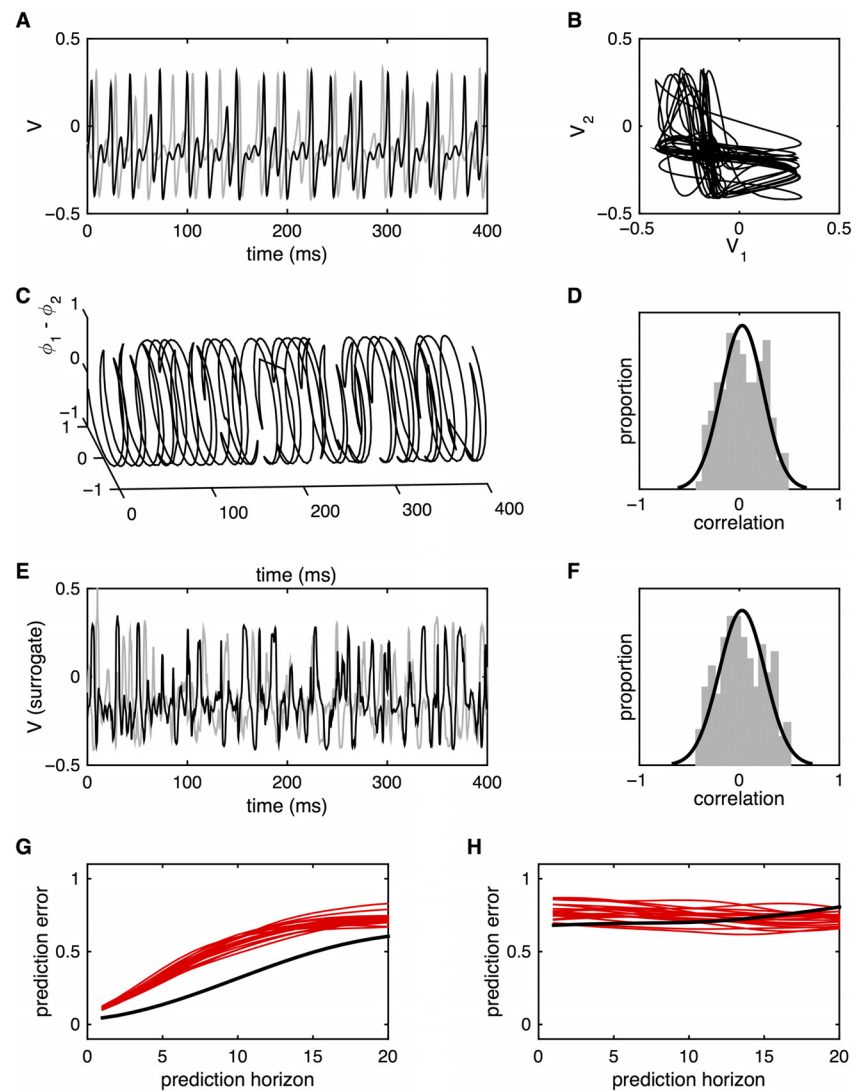 A
0.5
0
−0.5
V
0
100
200
300
400
time (ms)
B
0.5
0
−0.5
V2
−0.5
0
0.5
V1
C
1
0
−1
ϕ1 - ϕ2
1
0
−1
0
100
200
300
400
time (ms)
D
proportion
−1
0
1
correlation
E
0.5
0
−0.5
V (surrogate)
0
100
200
300
400
time (ms)
F
proportion
−1
0
1
correlation
G
1
0.5
0
prediction error
0
5
10
15
20
prediction horizon
H
1
0.5
0
prediction error
0
5
10
15
20
prediction horizon